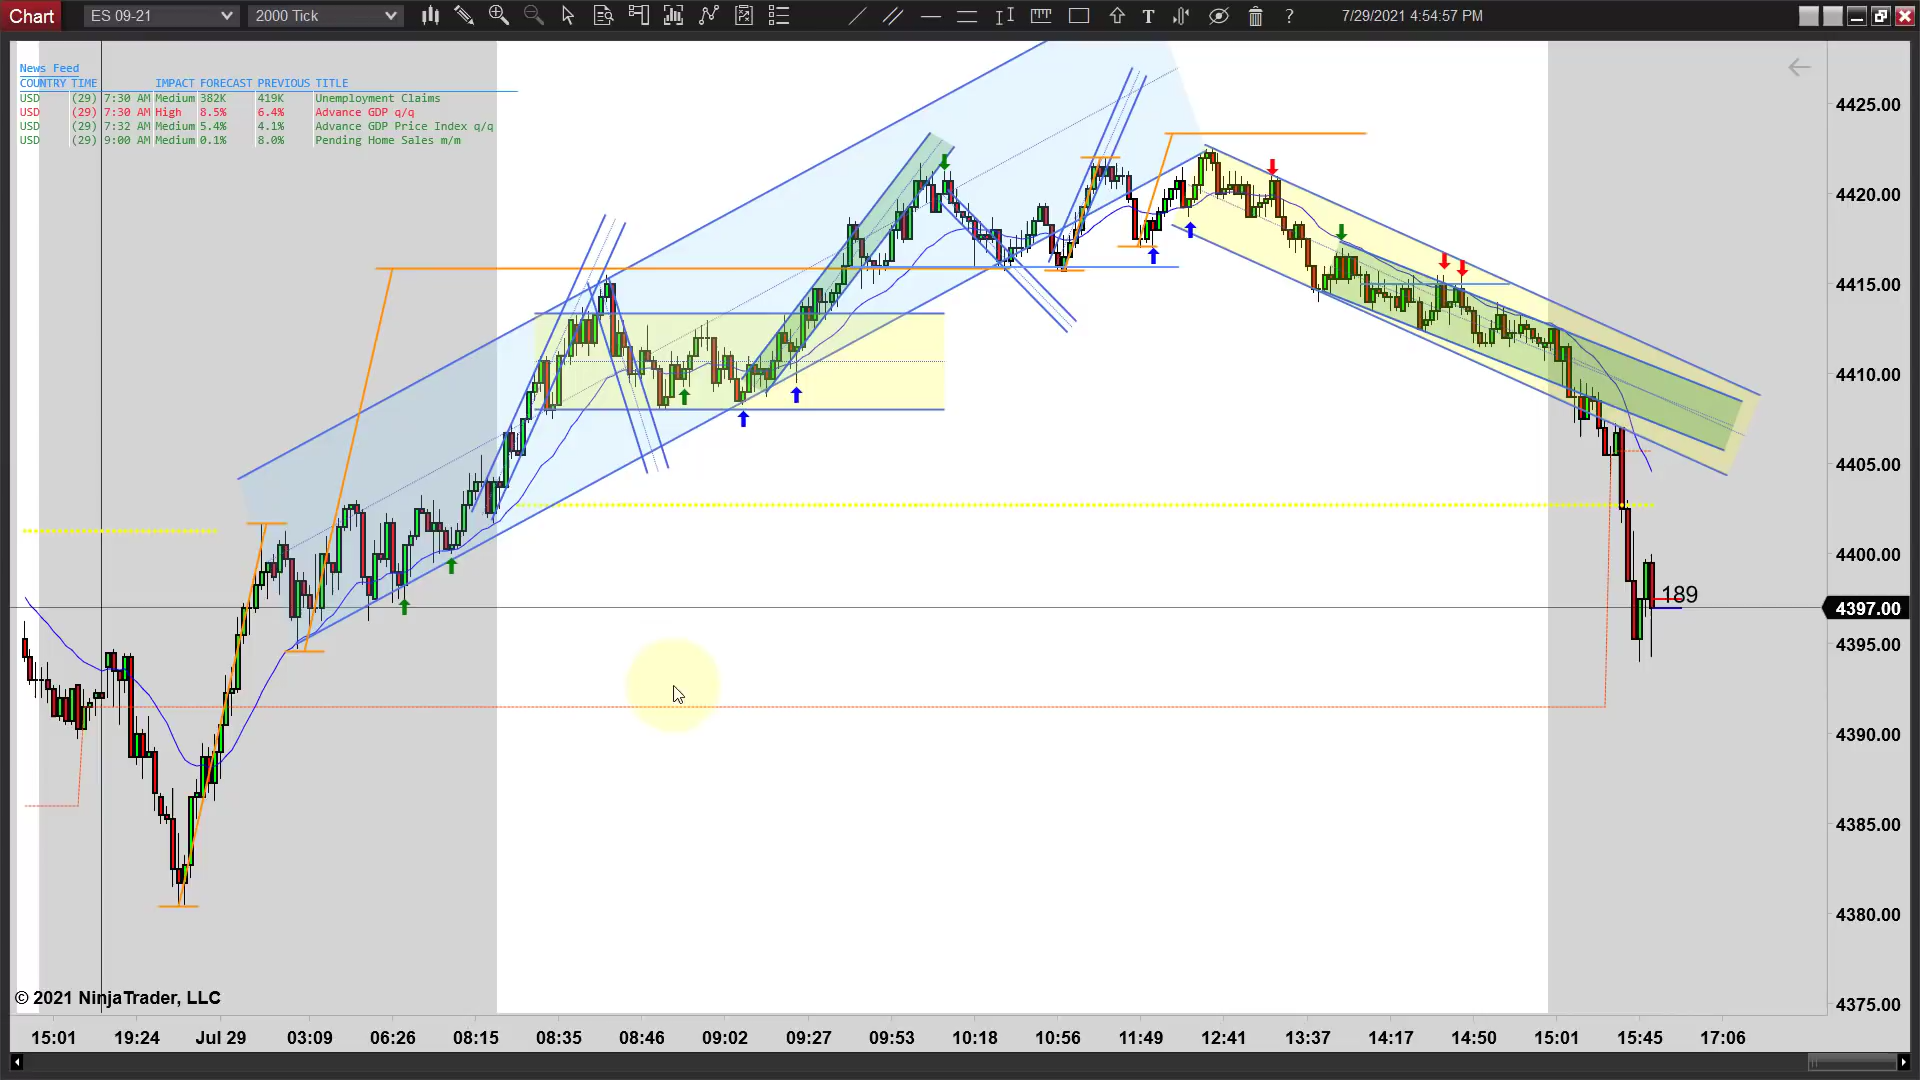 Chart ES 09-21 2000 Tick T ? 7/29/2021 4:54:57 PM
News Feed
COUNTRY TIME IMPACT FORECAST PREVIOUS TITLE
USD (29) 7:30 AM Medium 382K 419K Unemployment Claims
USD (29) 7:30 AM High 8.5% 6.4% Advance GDP q/q
USD (29) 7:32 AM Medium 5.4% 4.1% Advance GDP Price Index q/q
USD (29) 9:00 AM Medium 0.1% 8.0% Pending Home Sales m/m
4425.00
4420.00
4415.00
4410.00
4405.00
4400.00
189
4397.00
4395.00
4390.00
4385.00
4380.00
4375.00
© 2021 NinjaTrader, LLC
15:01 19:24 Jul 29 03:09 06:26 08:15 08:35 08:46 09:02 09:27 09:53 10:18 10:56 11:49 12:41 13:37 14:17 14:50 15:01 15:45 17:06